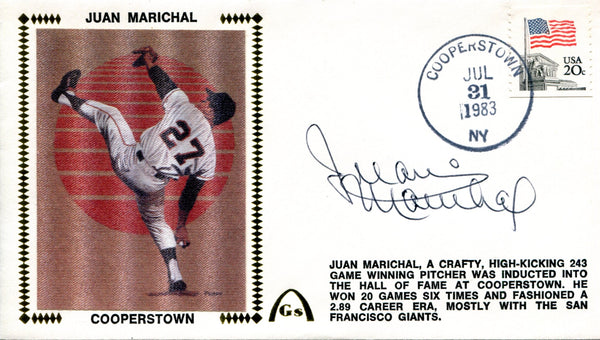 JUAN MARICHAL
27
COOPERSTOWN
Gs
COOPERSTOWN
JUL
31
1983
NY
USA
20c
Juan Marichal
JUAN MARICHAL, A CRAFTY, HIGH-KICKING 243
GAME WINNING PITCHER WAS INDUCTED INTO
THE HALL OF FAME AT COOPERSTOWN. HE
WON 20 GAMES SIX TIMES AND FASHIONED A
2.89 CAREER ERA, MOSTLY WITH THE SAN
FRANCISCO GIANTS.